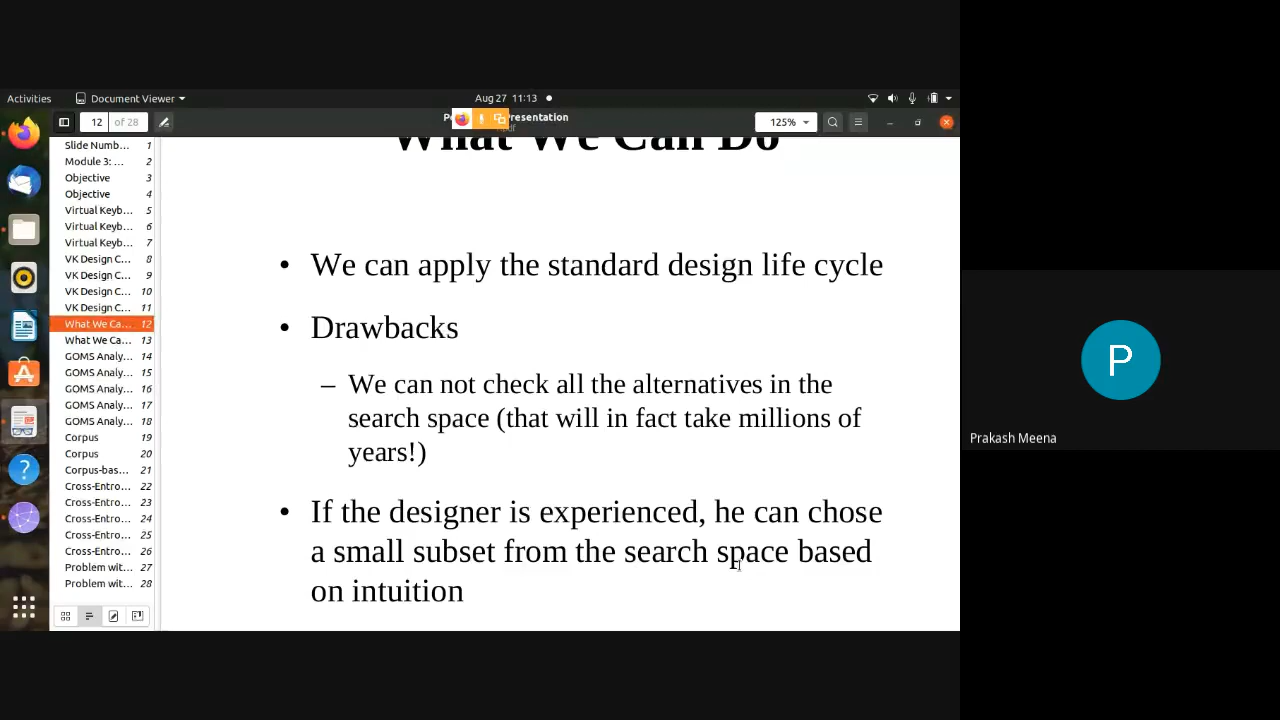 Activities
Document Viewer
Aug 27 11:13
12
of 28
Presentation
125%
Slide Numb... 1
Module 3: ... 2
Objective 3
Objective 4
Virtual Keyb... 5
Virtual Keyb... 6
Virtual Keyb... 7
VK Design C... 8
VK Design C... 9
VK Design C... 10
VK Design C... 11
What We Ca... 12
What We Ca... 13
GOMS Analy... 14
GOMS Analy... 15
GOMS Analy... 16
GOMS Analy... 17
GOMS Analy... 18
Corpus 19
Corpus 20
Corpus-bas... 21
Cross-Entro... 22
Cross-Entro... 23
Cross-Entro... 24
Cross-Entro... 25
Cross-Entro... 26
Problem wit... 27
Problem wit... 28
What We Can Do
• We can apply the standard design life cycle
• Drawbacks
– We can not check all the alternatives in the
search space (that will in fact take millions of
years!)
• If the designer is experienced, he can chose
a small subset from the search space based
on intuition
P
Prakash Meena